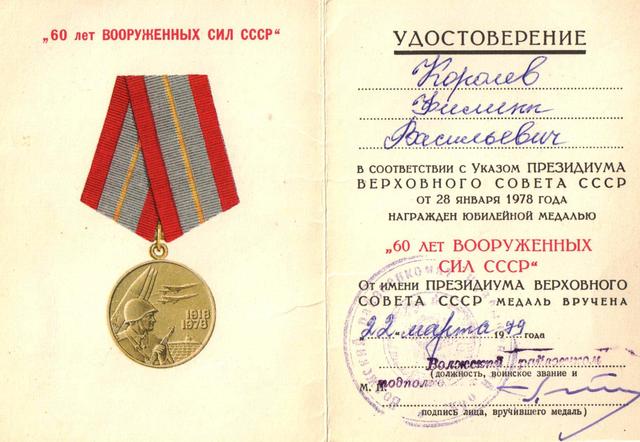 „60 лет ВООРУЖЕННЫХ СИЛ СССР“
1918
1978
УДОСТОВЕРЕНИЕ
Королев
Филипп
Васильевич
В СООТВЕТСТВИИ С УКАЗОМ ПРЕЗИДИУМА
ВЕРХОВНОГО СОВЕТА СССР
ОТ 28 ЯНВАРЯ 1978 ГОДА
НАГРАЖДЕН ЮБИЛЕЙНОЙ МЕДАЛЬЮ
„60 ЛЕТ ВООРУЖЕННЫХ
СИЛ СССР“
ОТ ИМЕНИ ПРЕЗИДИУМА ВЕРХОВНОГО
СОВЕТА СССР МЕДАЛЬ ВРУЧЕНА
„22“ марта 1979 года
Волжский райвоенком
(должность, воинское звание и
М. П. подполк
подпись лица, вручившего медаль)